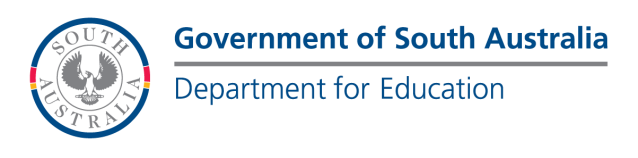 SOUTH
AUSTRALIA
Government of South Australia
Department for Education